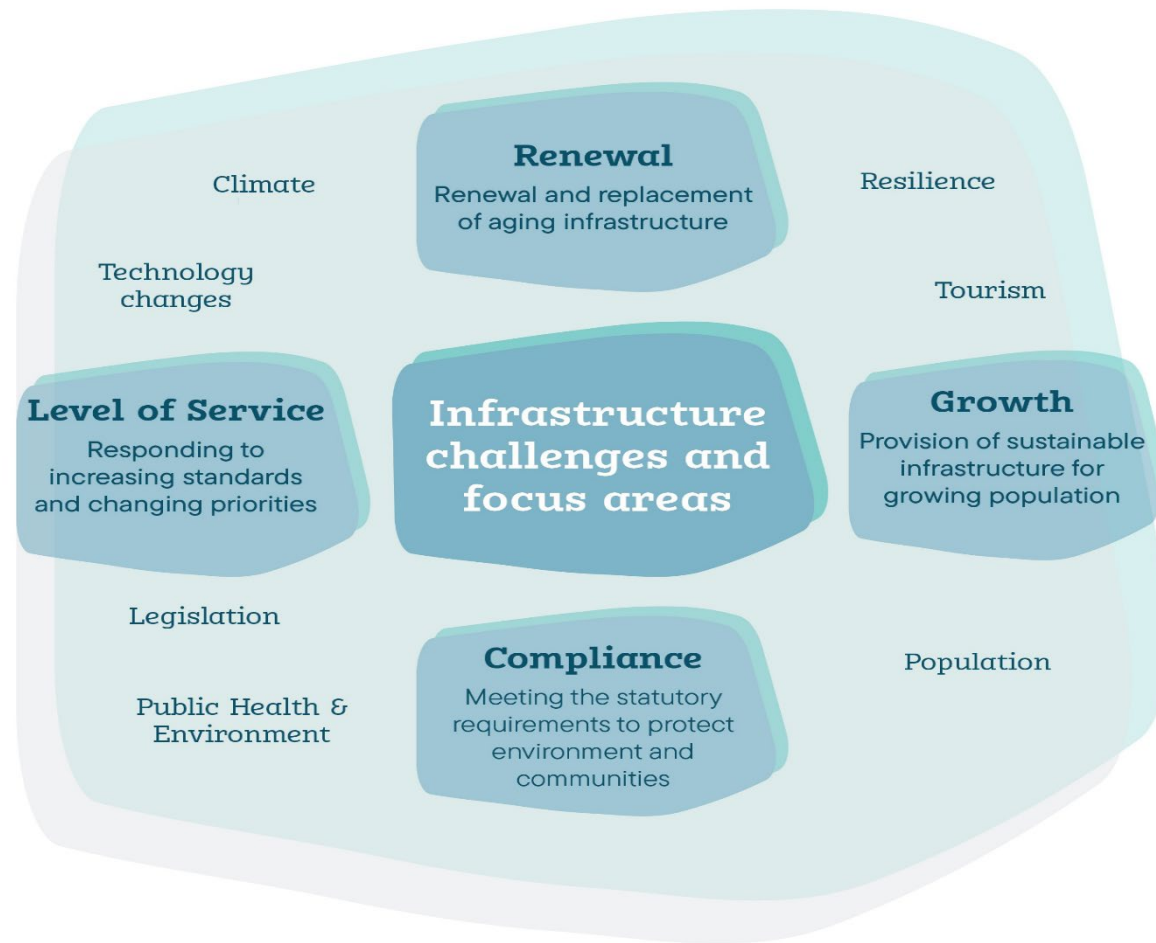 Renewal
Renewal and replacement
of aging infrastructure
Climate
Resilience
Technology
changes
Tourism
Level of Service
Responding to
increasing standards
and changing priorities
Infrastructure
challenges and
focus areas
Growth
Provision of sustainable
infrastructure for
growing population
Legislation
Compliance
Meeting the statutory
requirements to protect
environment and
communities
Population
Public Health &
Environment